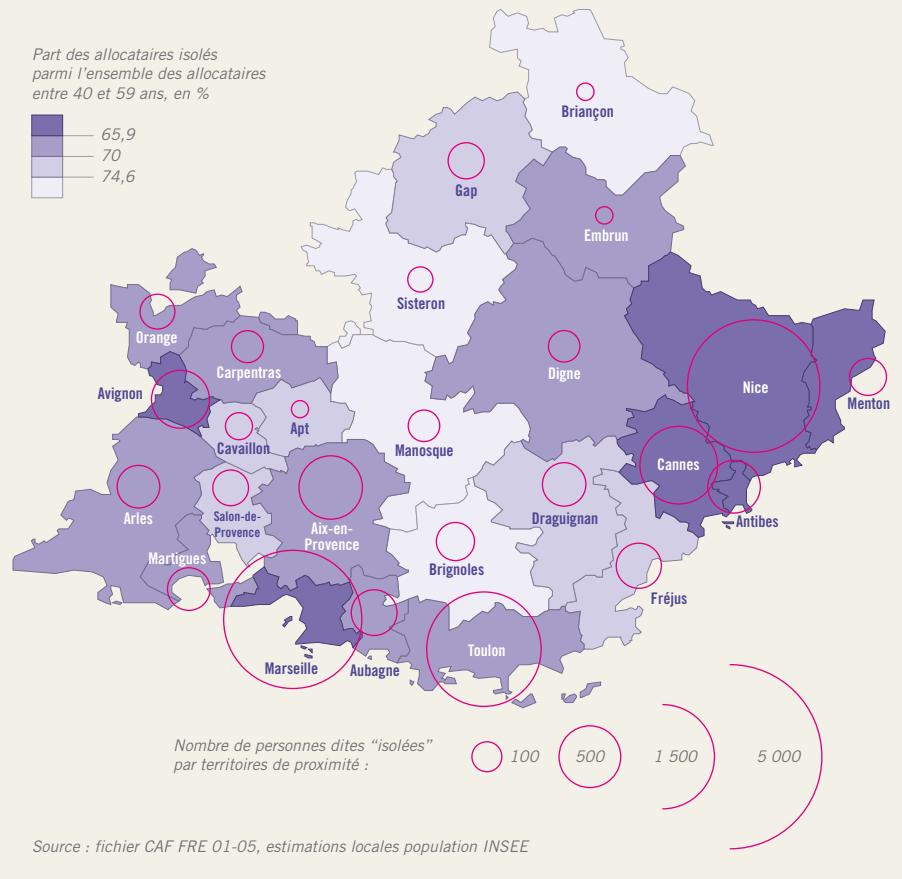 Part des allocataires isolés
parmi l'ensemble des allocataires
entre 40 et 59 ans, en %
65,9
70
74,6
Briançon
Gap
Embrun
Sisteron
Orange
Carpentras
Digne
Avignon
Nice
Menton
Apt
Cavaillon
Manosque
Cannes
Arles
Salon-de-
Provence
Aix-en-
Provence
Draguignan
Antibes
Martigues
Brignoles
Fréjus
Marseille
Aubagne
Toulon
Nombre de personnes dites “isolées”
par territoires de proximité :
100
500
1 500
5 000
Source : fichier CAF FRE 01-05, estimations locales population INSEE